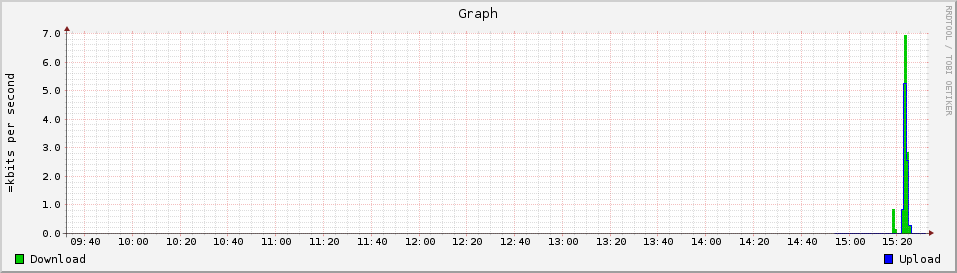 Graph
RRDTOOL / TOBI OETIKER
=kbits per second
7.0
6.0
5.0
4.0
3.0
2.0
1.0
0.0
09:40 10:00 10:20 10:40 11:00 11:20 11:40 12:00 12:20 12:40 13:00 13:20 13:40 14:00 14:20 14:40 15:00 15:20
Download Upload